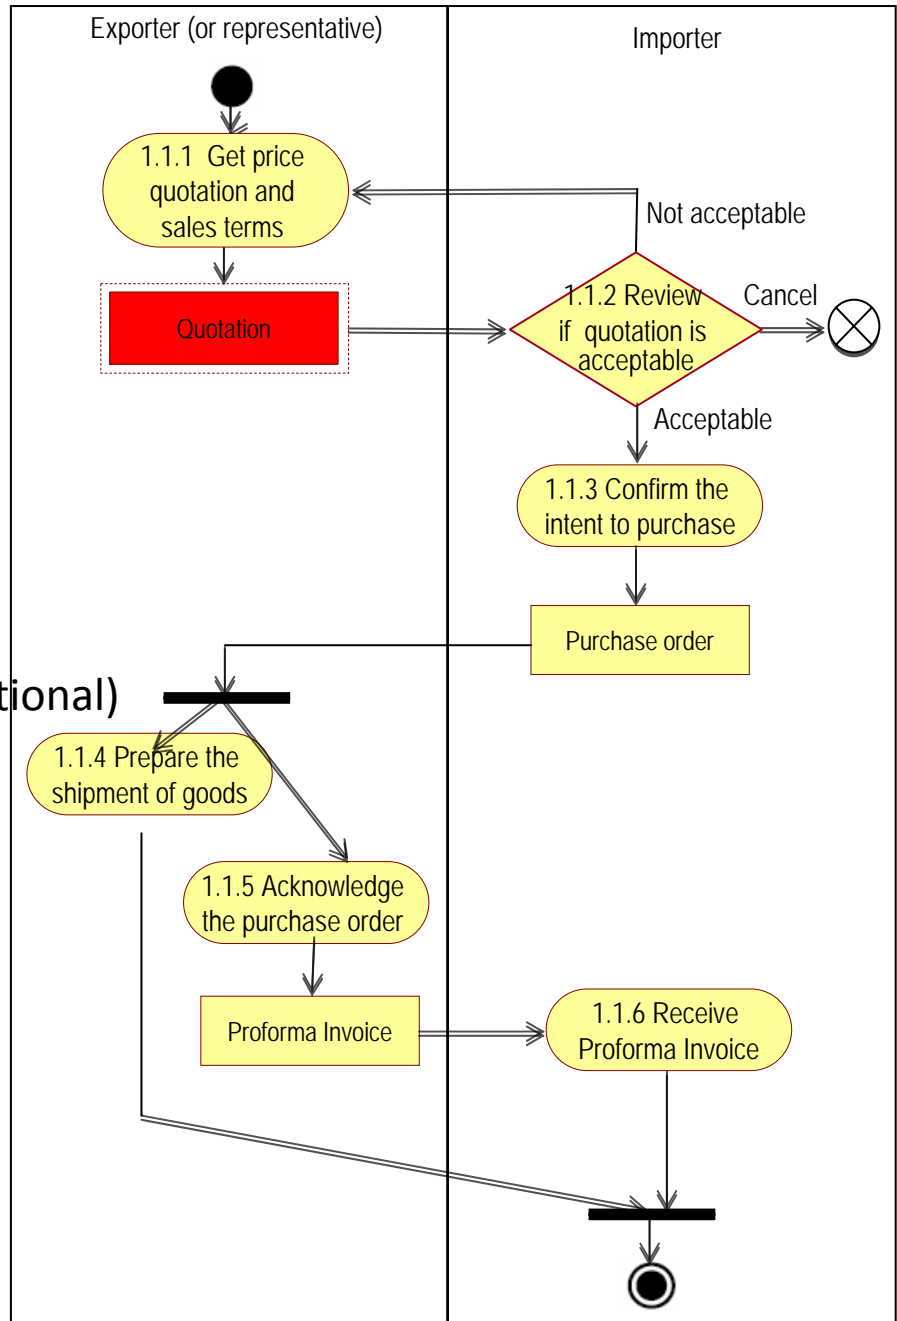 Exporter (or representative)
Importer
1.1.1 Get price
quotation and
sales terms
Not acceptable
Quotation
1.1.2 Review
if quotation is
acceptable
Cancel
Acceptable
1.1.3 Confirm the
intent to purchase
Purchase order
tional)
1.1.4 Prepare the
shipment of goods
1.1.5 Acknowledge
the purchase order
Proforma Invoice
1.1.6 Receive
Proforma Invoice